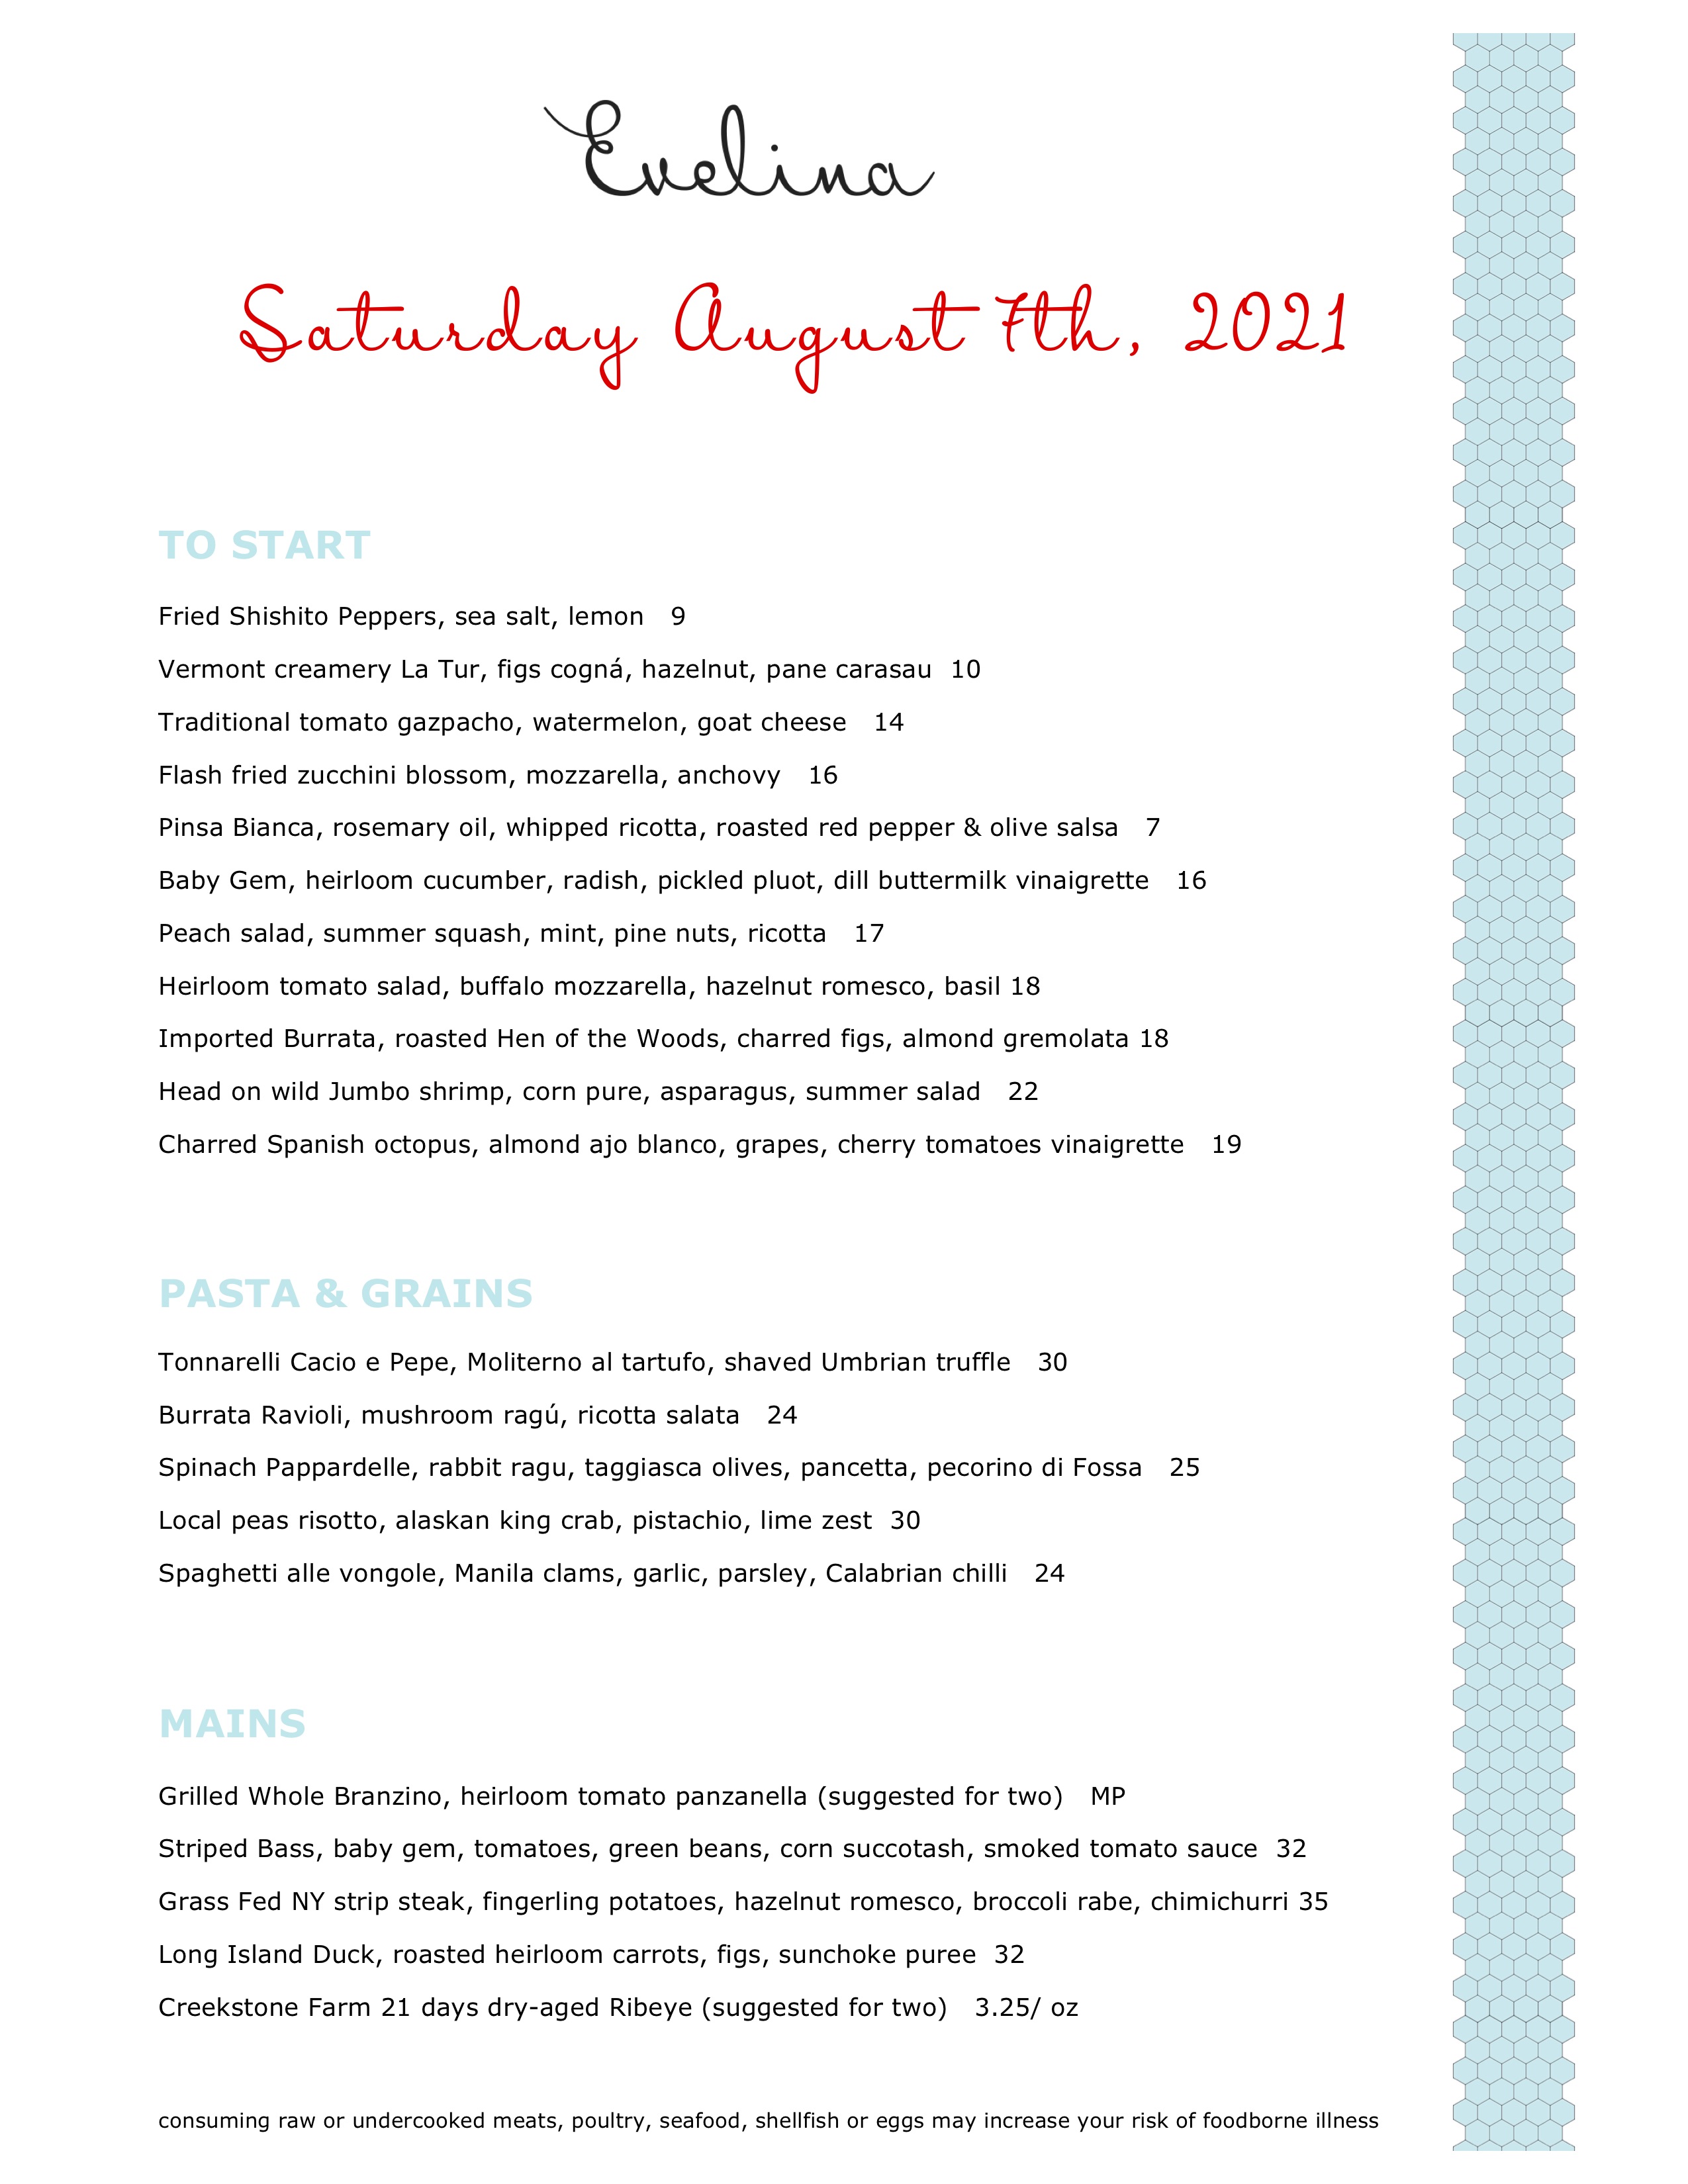 Evelina
Saturday August 7th, 2021
TO START
Fried Shishito Peppers, sea salt, lemon 9
Vermont creamery La Tur, figs cogná, hazelnut, pane carasau 10
Traditional tomato gazpacho, watermelon, goat cheese 14
Flash fried zucchini blossom, mozzarella, anchovy 16
Pinsa Bianca, rosemary oil, whipped ricotta, roasted red pepper & olive salsa 7
Baby Gem, heirloom cucumber, radish, pickled pluot, dill buttermilk vinaigrette 16
Peach salad, summer squash, mint, pine nuts, ricotta 17
Heirloom tomato salad, buffalo mozzarella, hazelnut romesco, basil 18
Imported Burrata, roasted Hen of the Woods, charred figs, almond gremolata 18
Head on wild Jumbo shrimp, corn pure, asparagus, summer salad 22
Charred Spanish octopus, almond ajo blanco, grapes, cherry tomatoes vinaigrette 19
PASTA & GRAINS
Tonnarelli Cacio e Pepe, Moliterno al tartufo, shaved Umbrian truffle 30
Burrata Ravioli, mushroom ragú, ricotta salata 24
Spinach Pappardelle, rabbit ragu, taggiasca olives, pancetta, pecorino di Fossa 25
Local peas risotto, alaskan king crab, pistachio, lime zest 30
Spaghetti alle vongole, Manila clams, garlic, parsley, Calabrian chilli 24
MAINS
Grilled Whole Branzino, heirloom tomato panzanella (suggested for two) MP
Striped Bass, baby gem, tomatoes, green beans, corn succotash, smoked tomato sauce 32
Grass Fed NY strip steak, fingerling potatoes, hazelnut romesco, broccoli rabe, chimichurri 35
Long Island Duck, roasted heirloom carrots, figs, sunchoke puree 32
Creekstone Farm 21 days dry-aged Ribeye (suggested for two) 3.25/ oz
consuming raw or undercooked meats, poultry, seafood, shellfish or eggs may increase your risk of foodborne illness